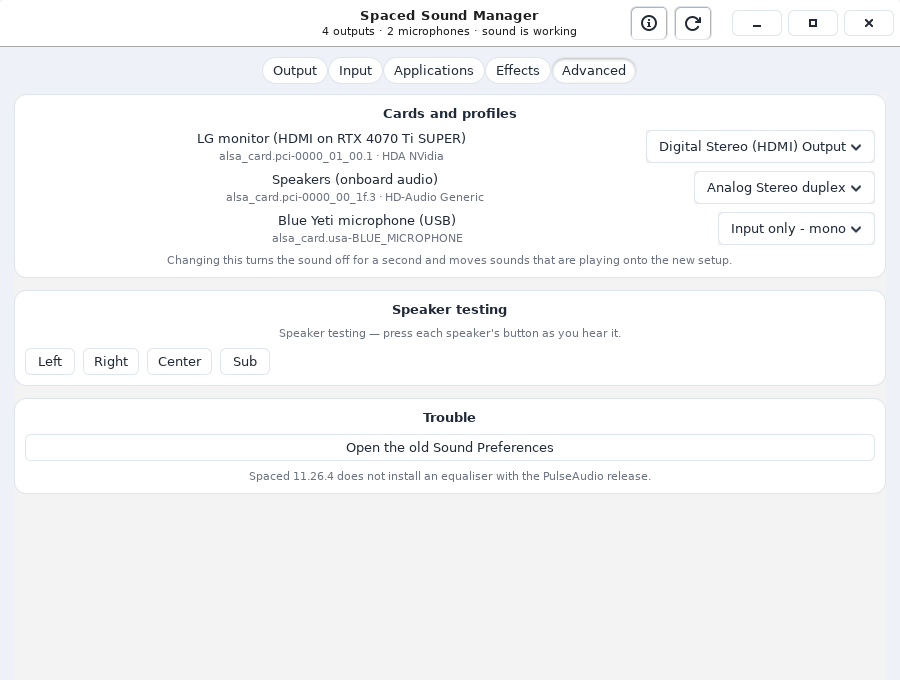 Spaced Sound Manager
4 outputs · 2 microphones · sound is working
Output
Input
Applications
Effects
Advanced
Cards and profiles
LG monitor (HDMI on RTX 4070 Ti SUPER)
alsa_card.pci-0000_01_00.1 · HDA NVidia
Digital Stereo (HDMI) Output
Speakers (onboard audio)
alsa_card.pci-0000_00_1f.3 · HD-Audio Generic
Analog Stereo duplex
Blue Yeti microphone (USB)
alsa_card.usa-BLUE_MICROPHONE
Input only - mono
Changing this turns the sound off for a second and moves sounds that are playing onto the new setup.
Speaker testing
Speaker testing — press each speaker's button as you hear it.
Left
Right
Center
Sub
Trouble
Open the old Sound Preferences
Spaced 11.26.4 does not install an equaliser with the PulseAudio release.